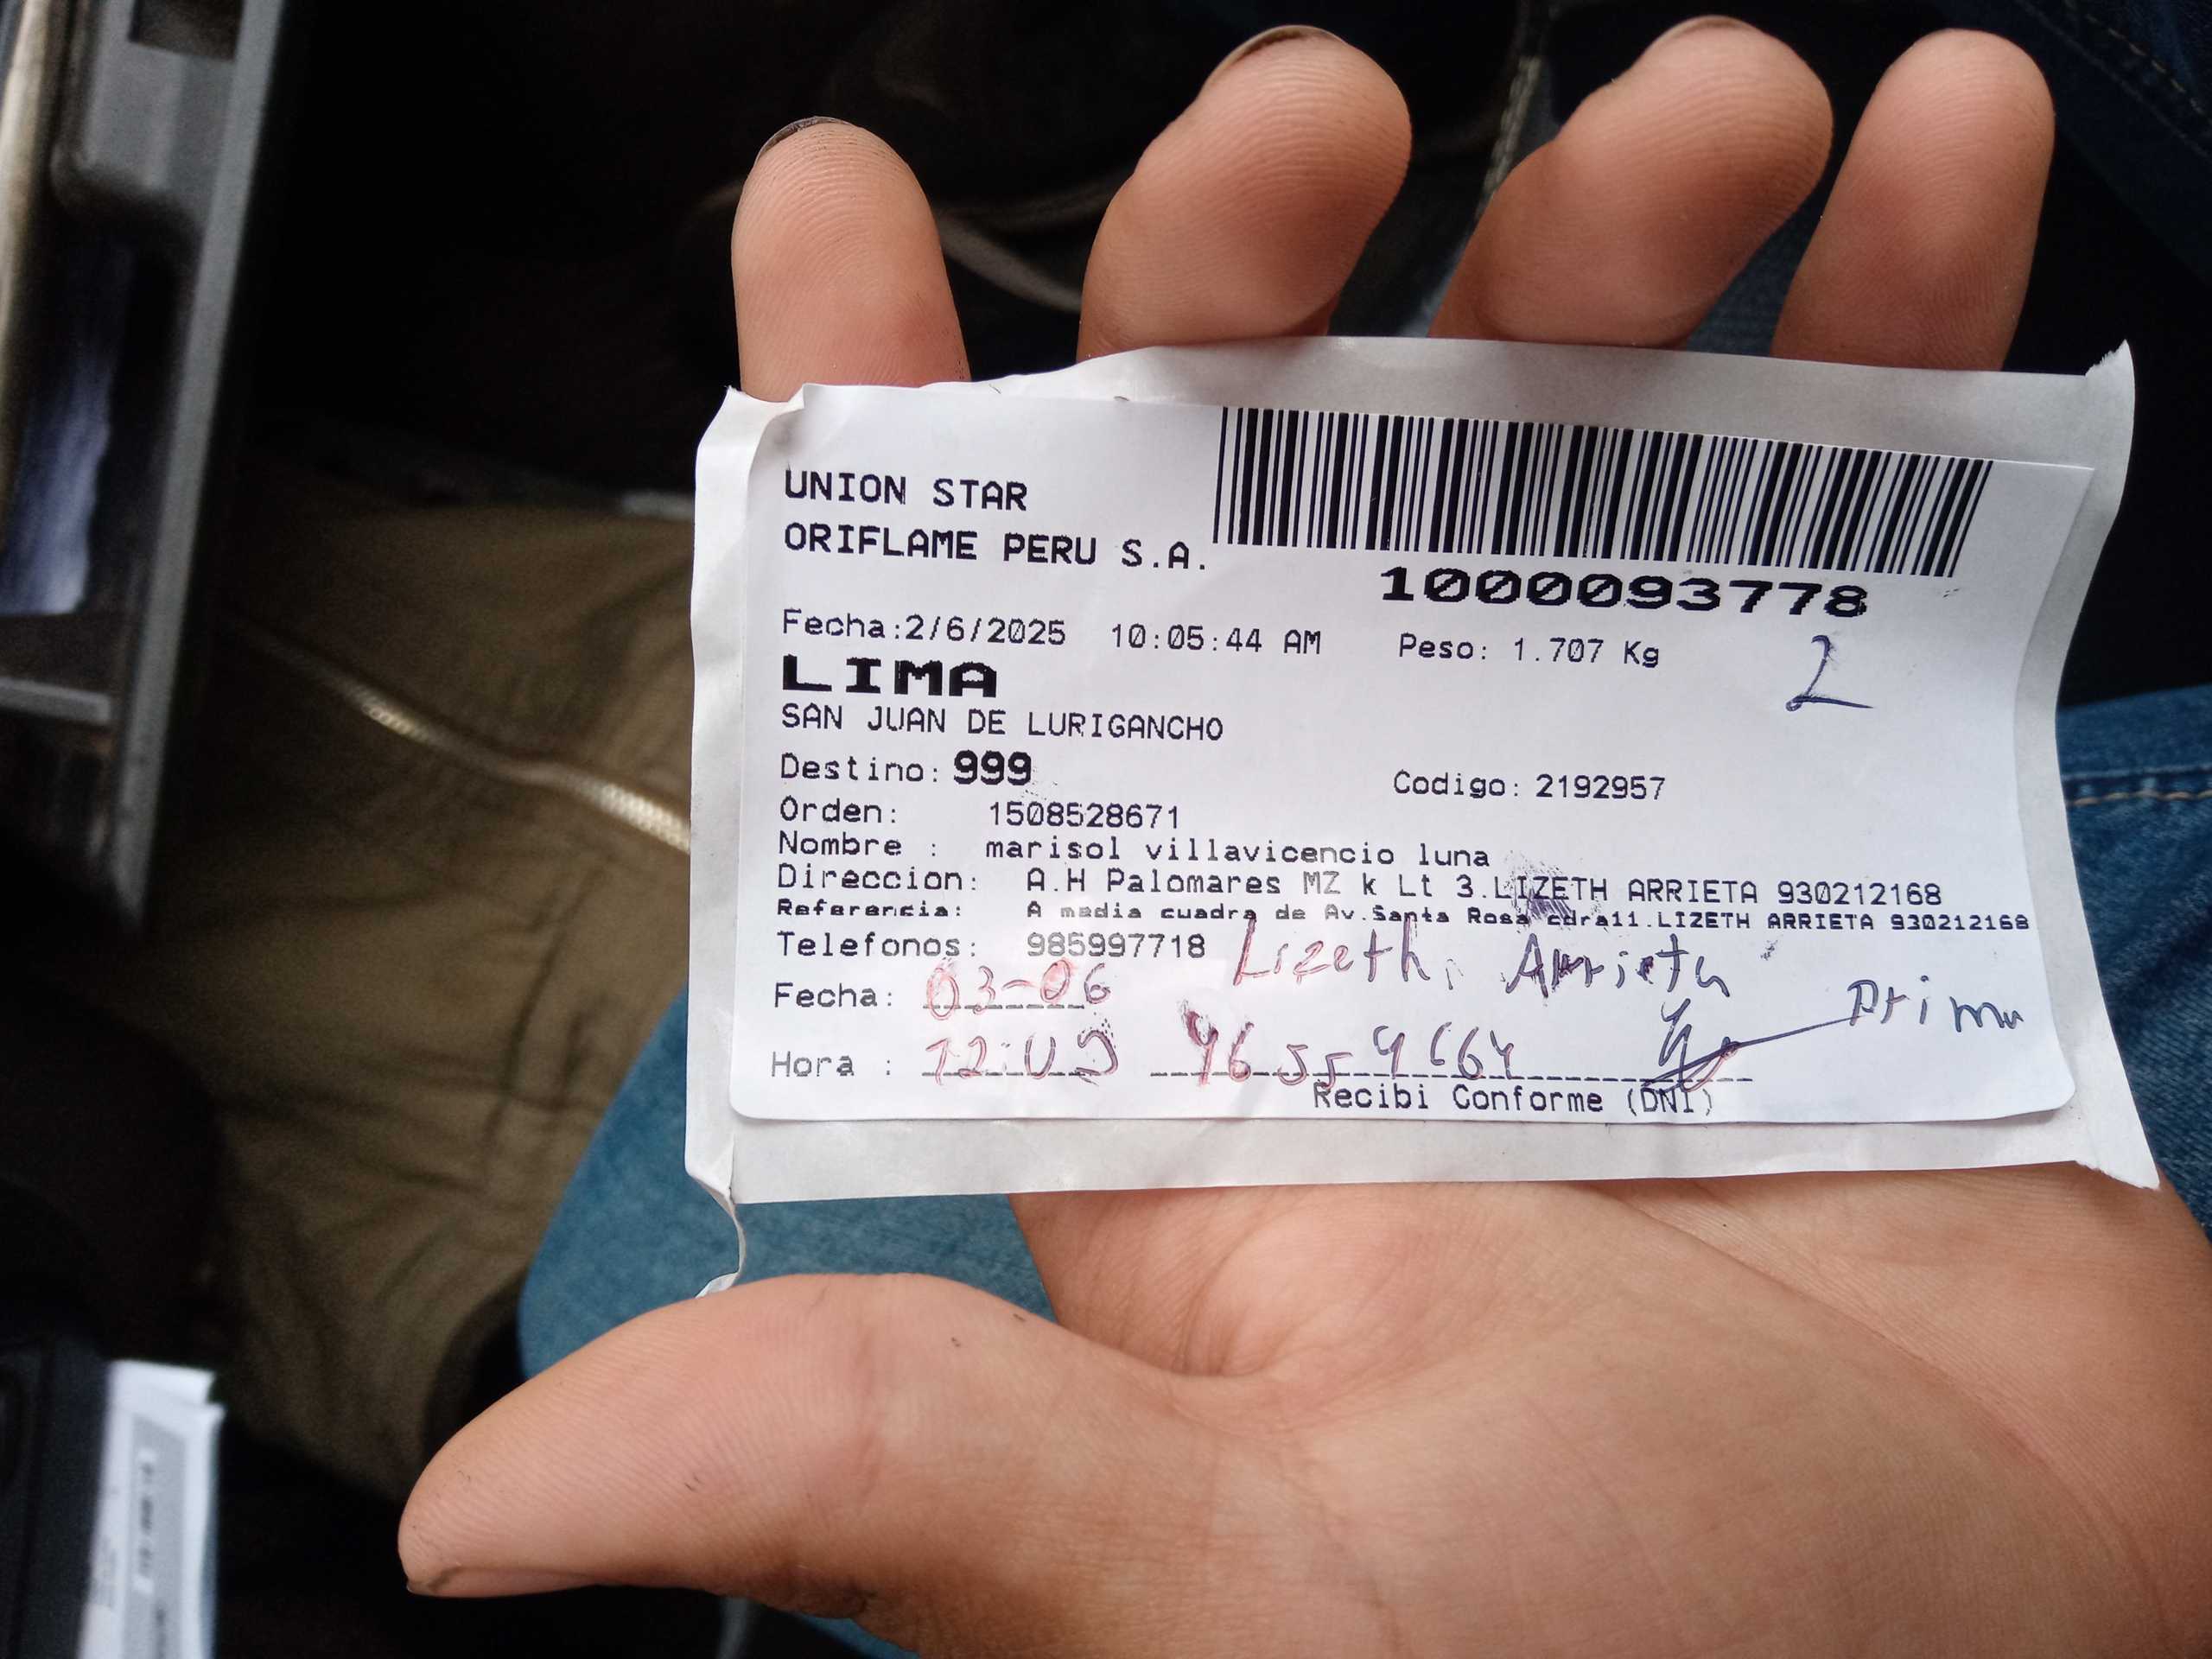 UNION STAR
ORIFLAME PERU S.A.
1000093778
Fecha:2/6/2025 10:05:44 AM Peso: 1.707 Kg
2
LIMA
SAN JUAN DE LURIGANCHO
Destino: 999 Codigo: 2192957
Orden: 1508528671
Nombre : marisol villavicencio luna
Direccion: A.H Palomares MZ k Lt 3.LIZETH ARRIETA 930212168
Referencia: A media cuadra de Av.Santa Rosa cdra11.LIZETH ARRIETA 930212168
Telefonos: 985997718 Lizeth Arrieta
Fecha: 03-06 Prima
Hora : 12:09
Recibi Conforme (DNI)